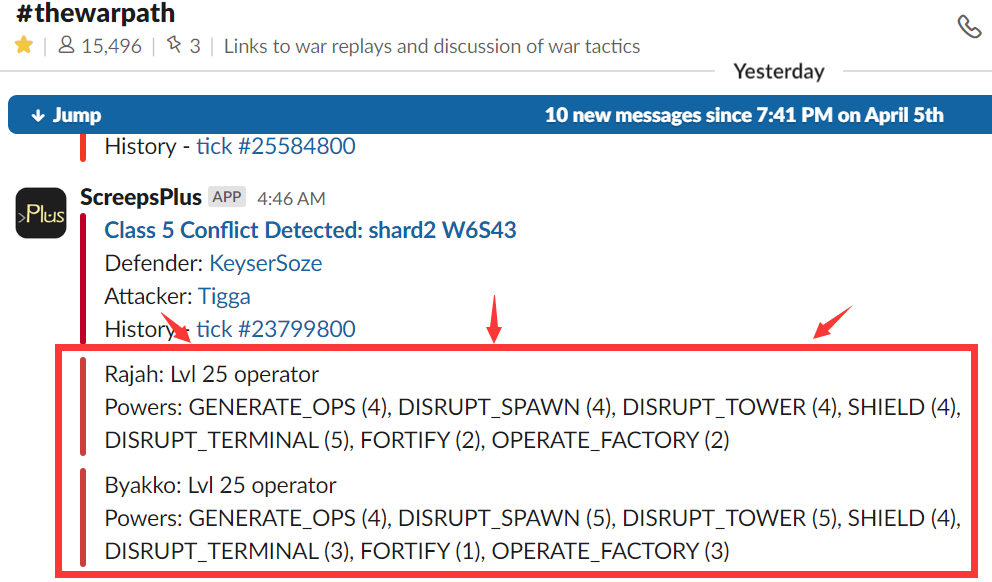 #thewarpath
15,496 | 3 | Links to war replays and discussion of war tactics
Yesterday
Jump 10 new messages since 7:41 PM on April 5th
History - tick #25584800
>Plus ScreepsPlus APP 4:46 AM
Class 5 Conflict Detected: shard2 W6S43
Defender: KeyserSoze
Attacker: Tigga
History - tick #23799800
Rajah: Lvl 25 operator
Powers: GENERATE_OPS (4), DISRUPT_SPAWN (4), DISRUPT_TOWER (4), SHIELD (4),
DISRUPT_TERMINAL (5), FORTIFY (2), OPERATE_FACTORY (2)
Byakko: Lvl 25 operator
Powers: GENERATE_OPS (4), DISRUPT_SPAWN (5), DISRUPT_TOWER (5), SHIELD (4),
DISRUPT_TERMINAL (3), FORTIFY (1), OPERATE_FACTORY (3)